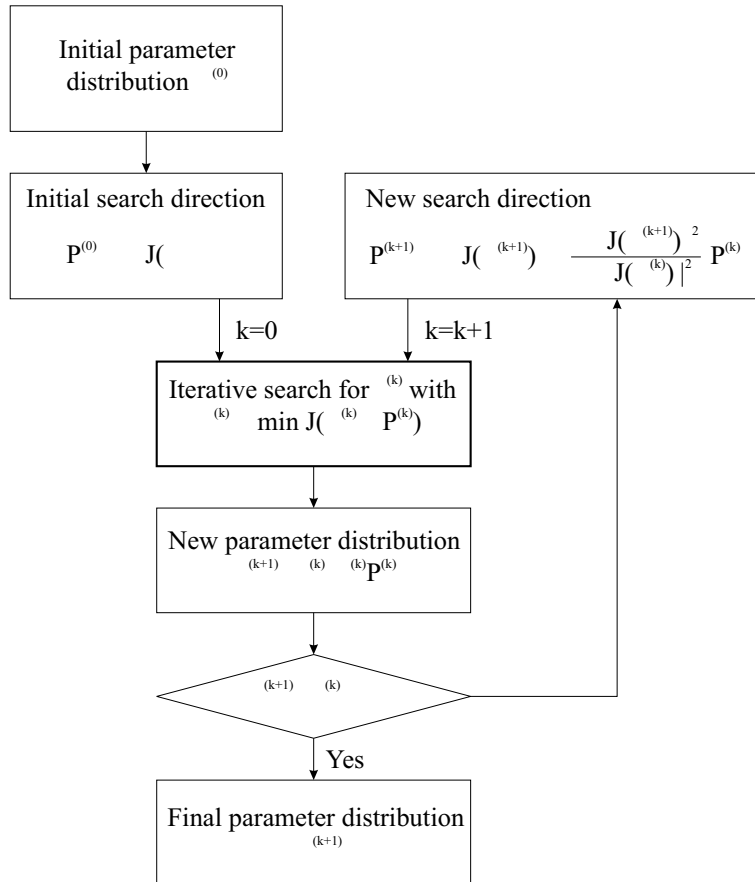 Initial parameter
distribution (0)
Initial search direction
P(0) J(
New search direction
P(k+1) J( (k+1)) J( (k+1)) 2 / J( (k)) |2 P(k)
k=0
k=k+1
Iterative search for (k) with
(k) min J( (k) P(k))
New parameter distribution
(k+1) (k) (k)P(k)
(k+1) (k)
Yes
Final parameter distribution
(k+1)